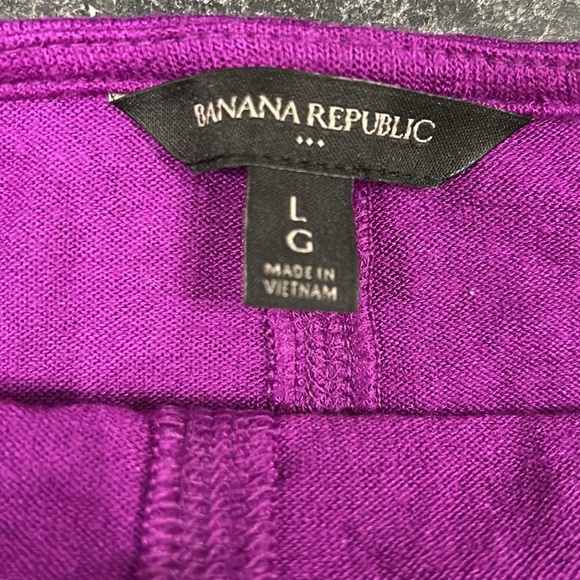 BANANA REPUBLIC
L
G
MADE IN
VIETNAM